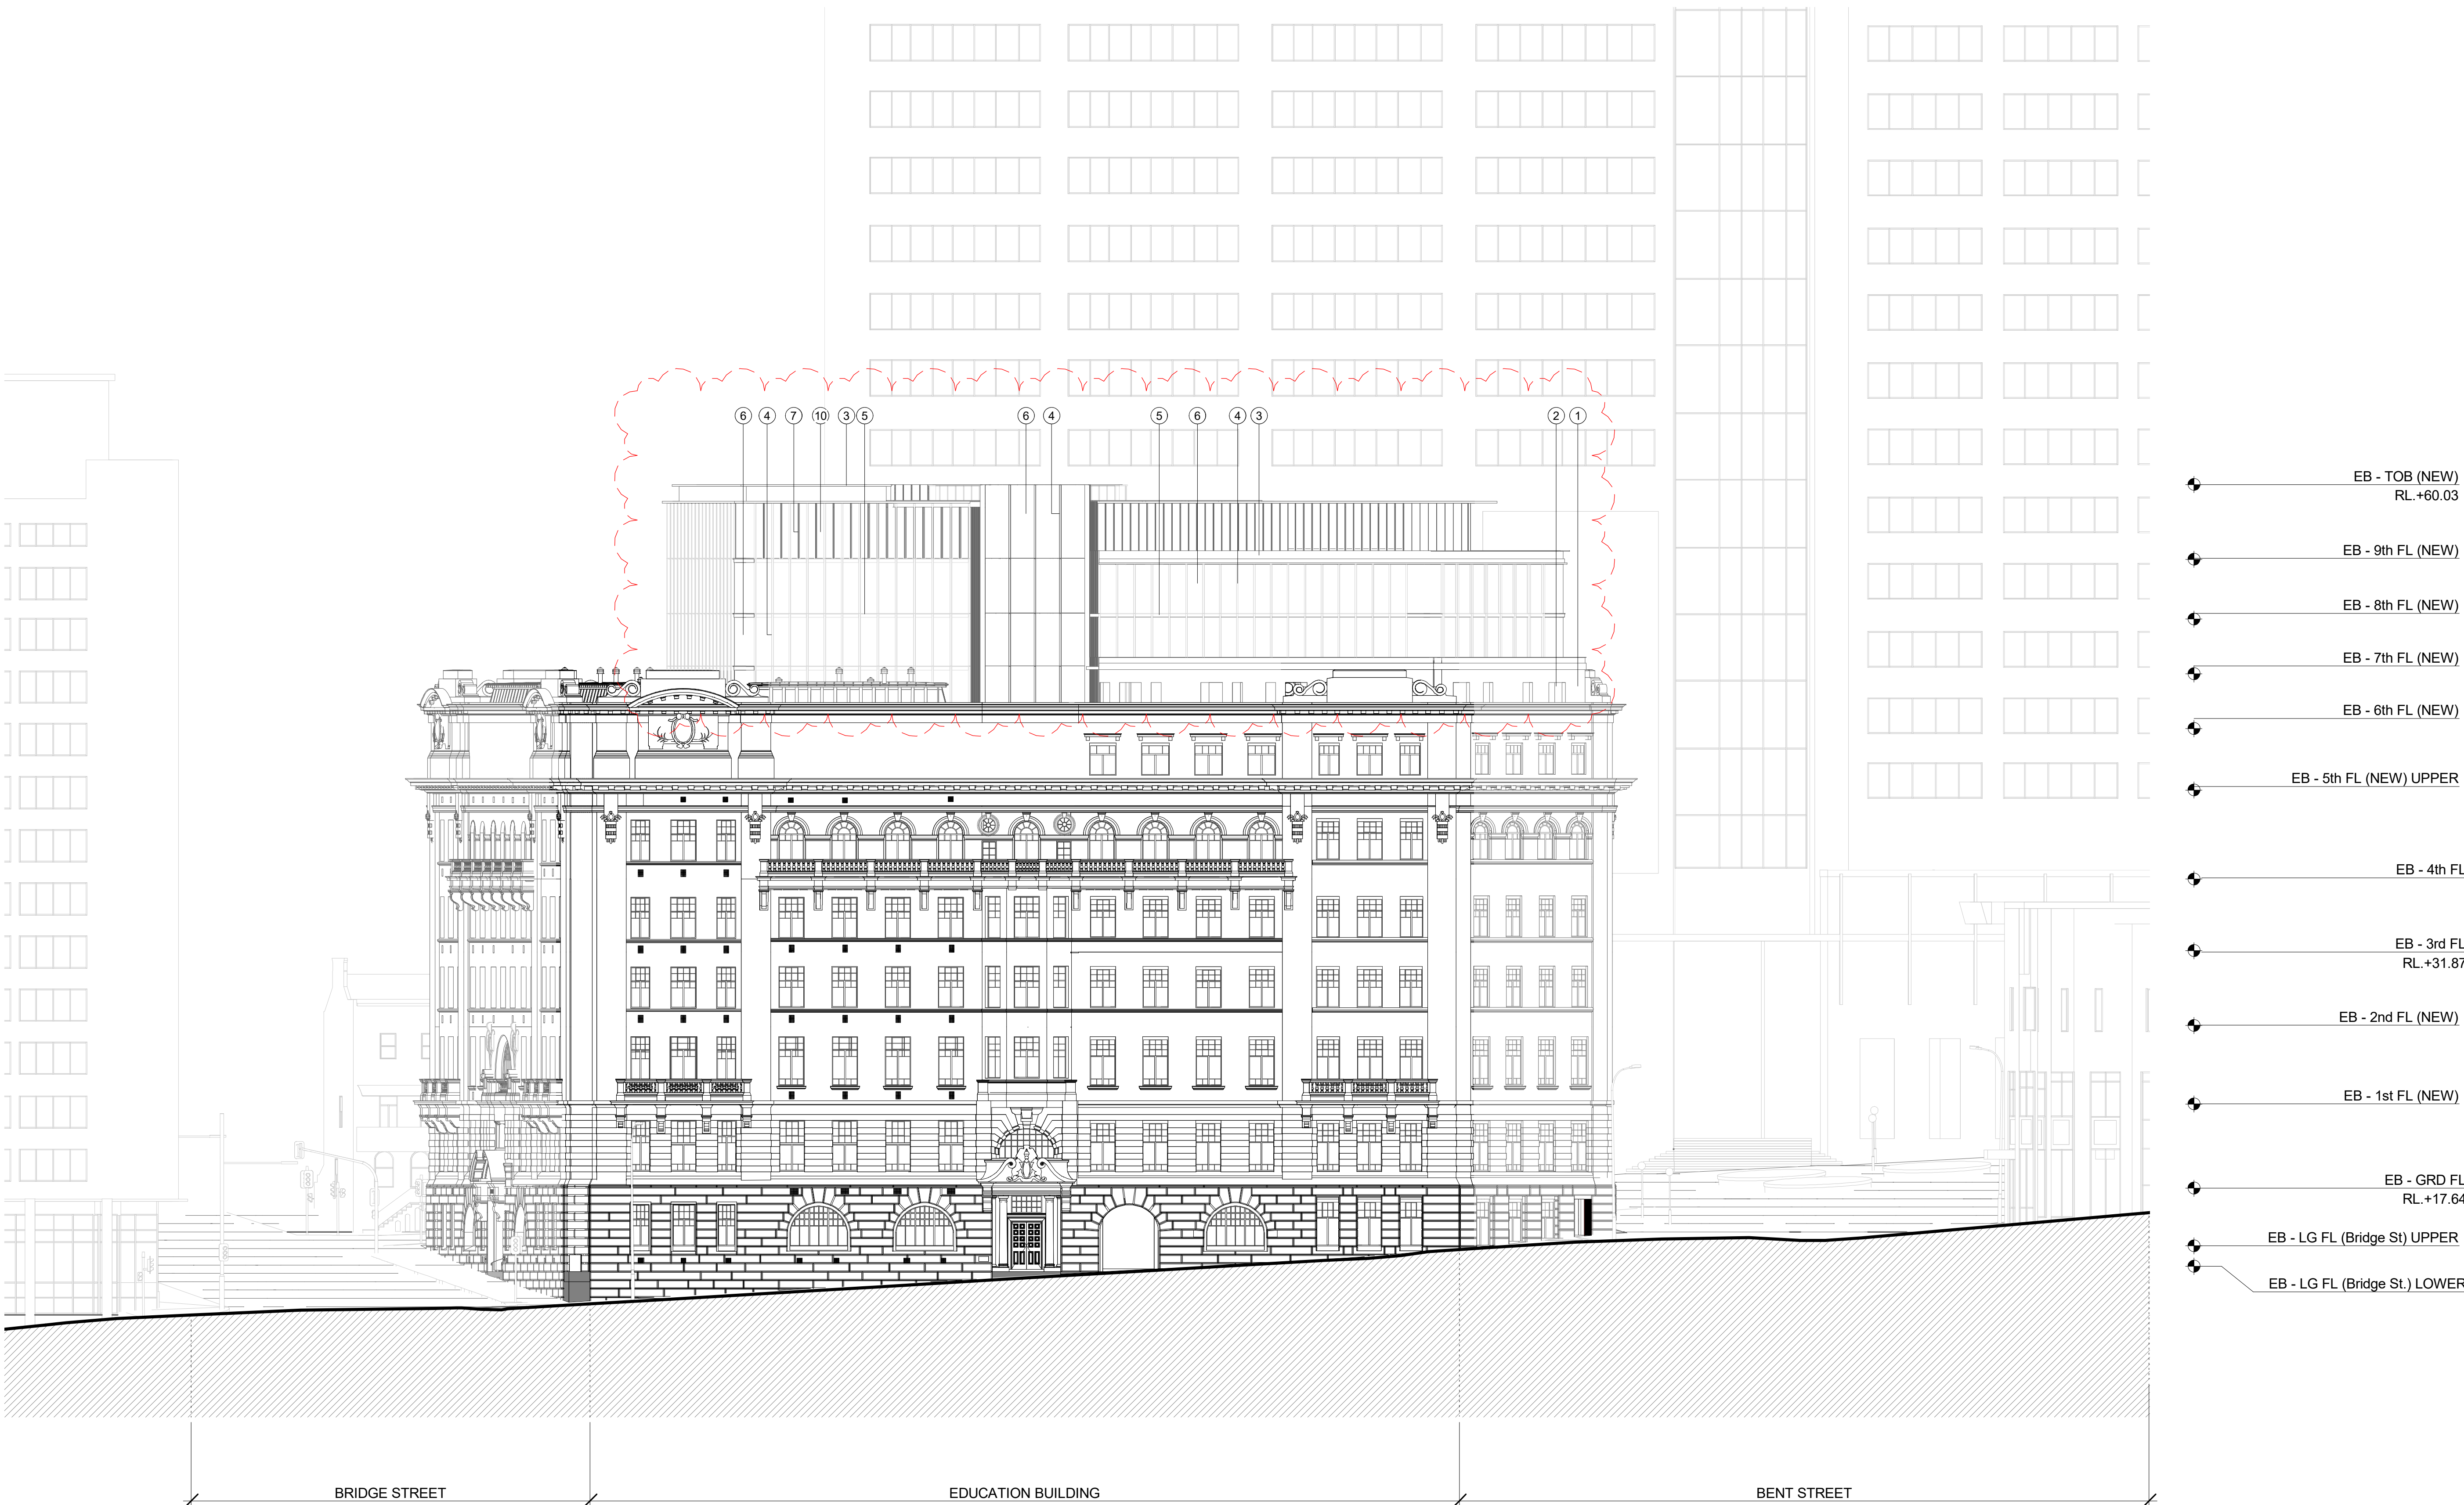 6 4 7 10 3 5 6 4 5 6 4 3 2 1
EB - TOB (NEW)
RL.+60.03
EB - 9th FL (NEW)
EB - 8th FL (NEW)
EB - 7th FL (NEW)
EB - 6th FL (NEW)
EB - 5th FL (NEW) UPPER
EB - 4th FL
EB - 3rd FL
RL.+31.87
EB - 2nd FL (NEW)
EB - 1st FL (NEW)
EB - GRD FL
RL.+17.64
EB - LG FL (Bridge St) UPPER
EB - LG FL (Bridge St.) LOWER
BRIDGE STREET
EDUCATION BUILDING
BENT STREET